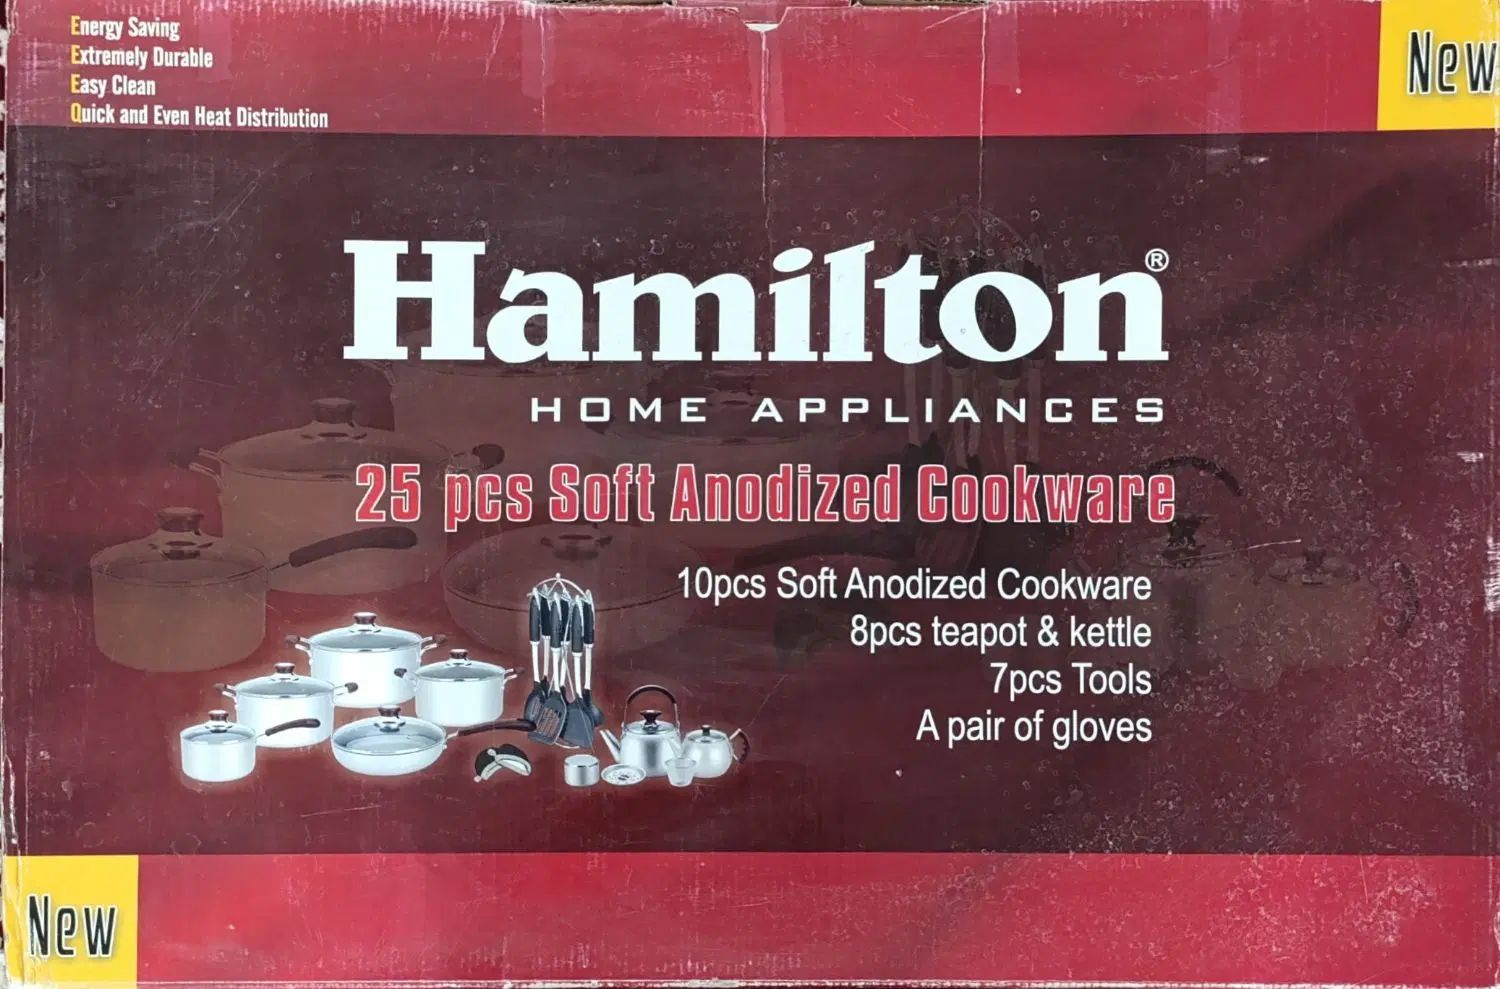 Energy Saving
Extremely Durable
Easy Clean
Quick and Even Heat Distribution
New
Hamilton®
HOME APPLIANCES
25 pcs Soft Anodized Cookware
10pcs Soft Anodized Cookware
8pcs teapot & kettle
7pcs Tools
A pair of gloves
New